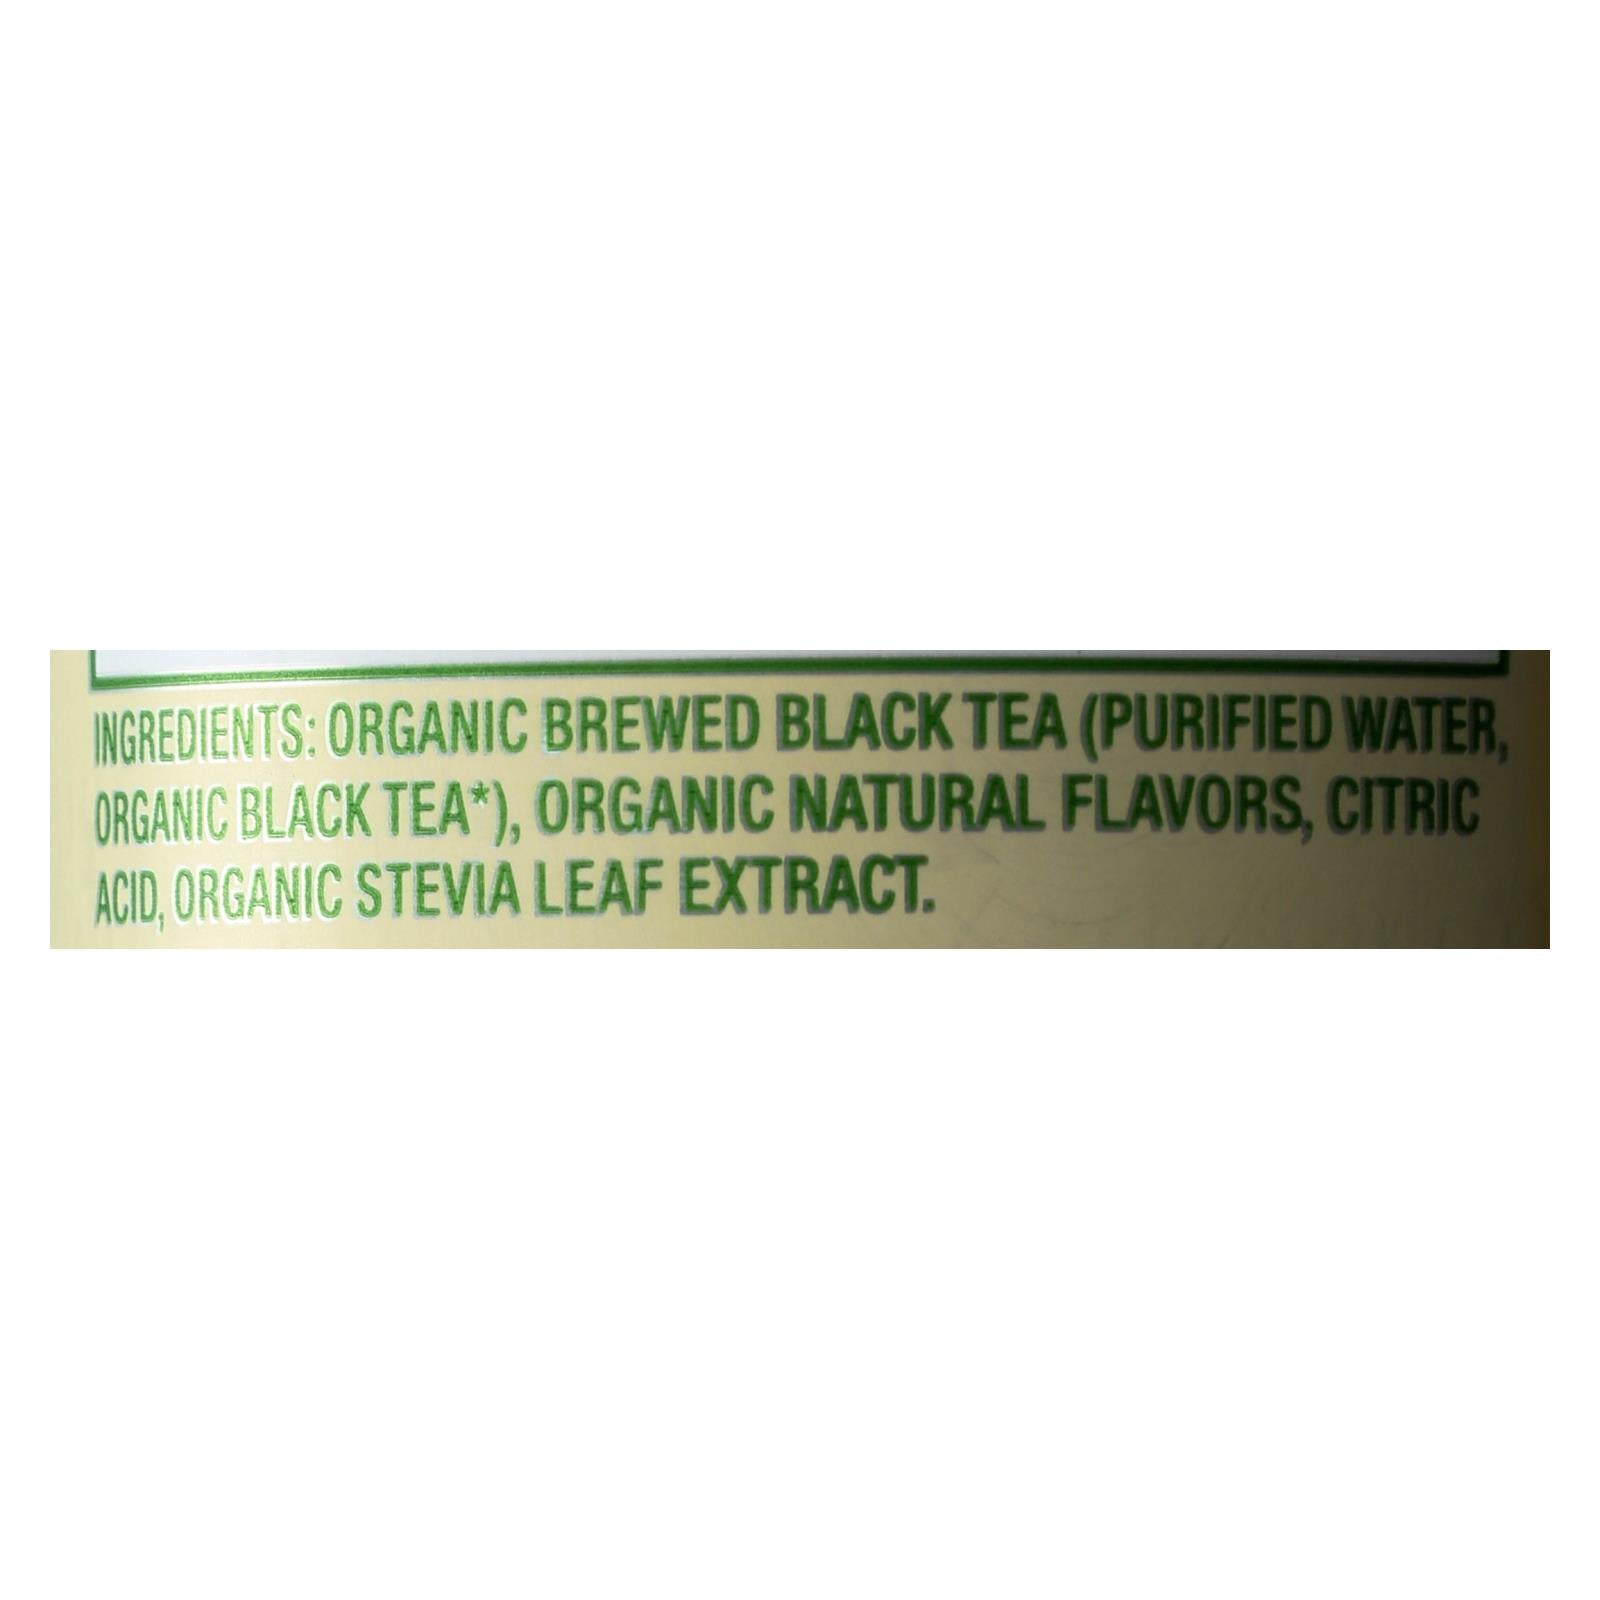 INGREDIENTS: ORGANIC BREWED BLACK TEA (PURIFIED WATER,
ORGANIC BLACK TEA*), ORGANIC NATURAL FLAVORS, CITRIC
ACID, ORGANIC STEVIA LEAF EXTRACT.